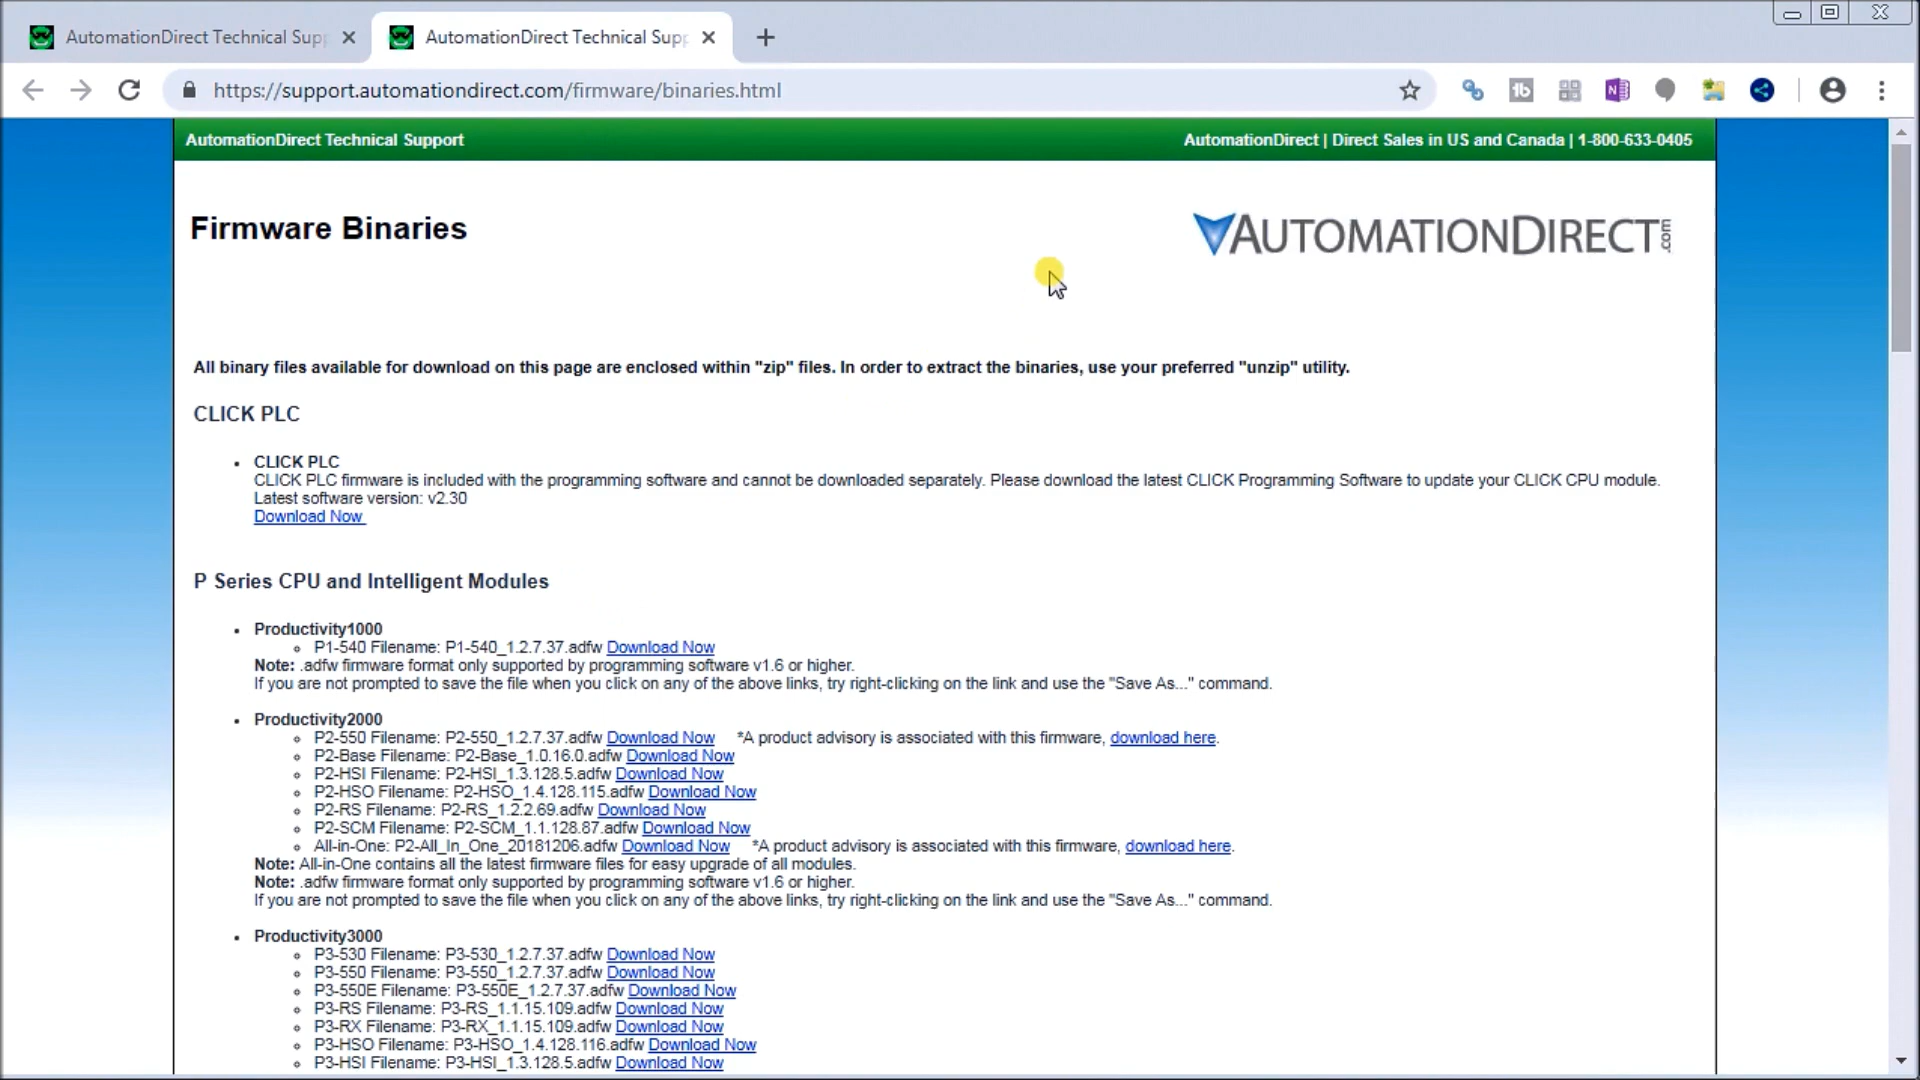 AutomationDirect Technical Supp
AutomationDirect Technical Supp
https://support.automationdirect.com/firmware/binaries.html
AutomationDirect Technical Support
AutomationDirect | Direct Sales in US and Canada | 1-800-633-0405
Firmware Binaries
AUTOMATIONDIRECT.com
All binary files available for download on this page are enclosed within "zip" files. In order to extract the binaries, use your preferred "unzip" utility.
CLICK PLC
CLICK PLC
CLICK PLC firmware is included with the programming software and cannot be downloaded separately. Please download the latest CLICK Programming Software to update your CLICK CPU module.
Latest software version: v2.30
Download Now
P Series CPU and Intelligent Modules
Productivity1000
P1-540 Filename: P1-540_1.2.7.37.adfw Download Now
Note: .adfw firmware format only supported by programming software v1.6 or higher.
If you are not prompted to save the file when you click on any of the above links, try right-clicking on the link and use the "Save As..." command.
Productivity2000
P2-550 Filename: P2-550_1.2.7.37.adfw Download Now *A product advisory is associated with this firmware, download here.
P2-Base Filename: P2-Base_1.0.16.0.adfw Download Now
P2-HSI Filename: P2-HSI_1.3.128.5.adfw Download Now
P2-HSO Filename: P2-HSO_1.4.128.115.adfw Download Now
P2-RS Filename: P2-RS_1.2.2.69.adfw Download Now
P2-SCM Filename: P2-SCM_1.1.128.87.adfw Download Now
All-in-One: P2-All_In_One_20181206.adfw Download Now *A product advisory is associated with this firmware, download here.
Note: All-in-One contains all the latest firmware files for easy upgrade of all modules.
Note: .adfw firmware format only supported by programming software v1.6 or higher.
If you are not prompted to save the file when you click on any of the above links, try right-clicking on the link and use the "Save As..." command.
Productivity3000
P3-530 Filename: P3-530_1.2.7.37.adfw Download Now
P3-550 Filename: P3-550_1.2.7.37.adfw Download Now
P3-550E Filename: P3-550E_1.2.7.37.adfw Download Now
P3-RS Filename: P3-RS_1.1.15.109.adfw Download Now
P3-RX Filename: P3-RX_1.1.15.109.adfw Download Now
P3-HSO Filename: P3-HSO_1.4.128.116.adfw Download Now
P3-HSI Filename: P3-HSI_1.3.128.5.adfw Download Now